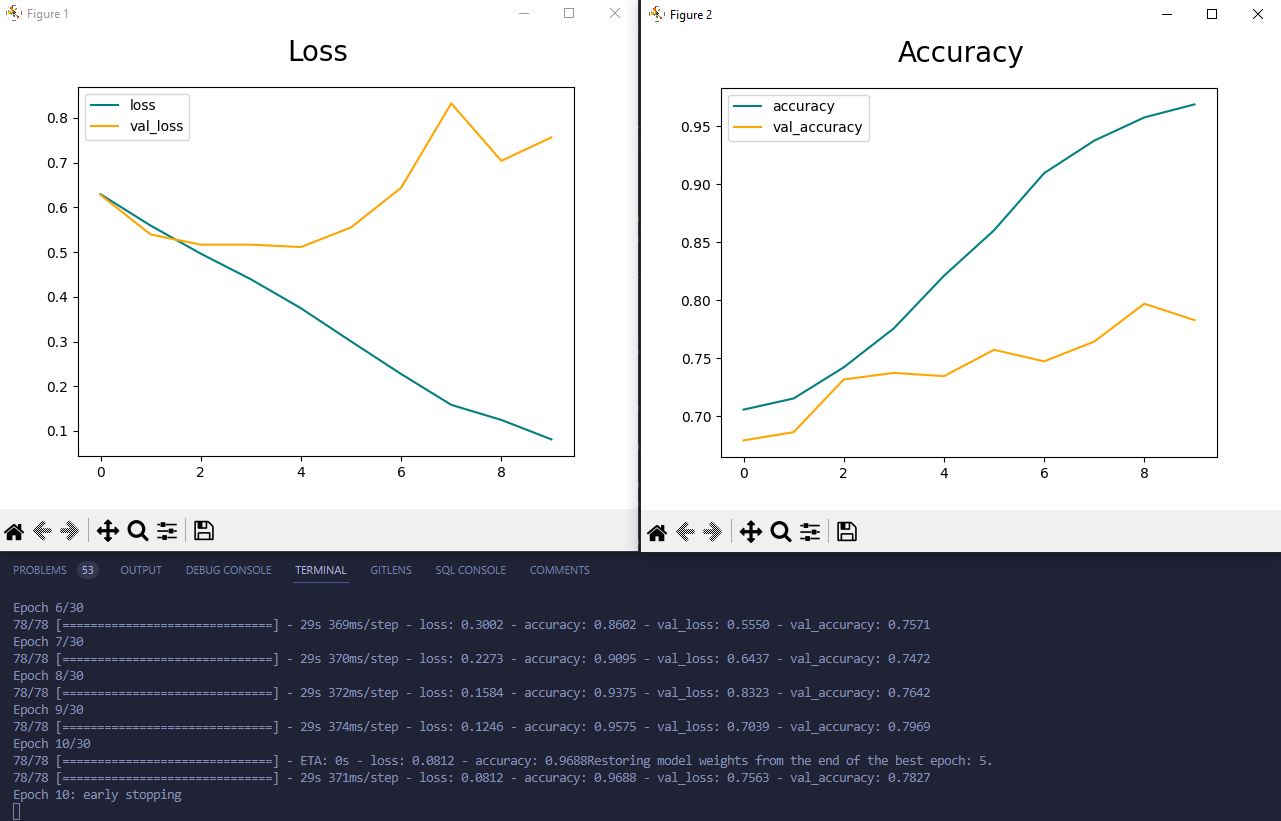 Figure 1
Loss
loss
val_loss
0.8
0.7
0.6
0.5
0.4
0.3
0.2
0.1
0 2 4 6 8
Figure 2
Accuracy
accuracy
val_accuracy
0.95
0.90
0.85
0.80
0.75
0.70
0 2 4 6 8
PROBLEMS 53 OUTPUT DEBUG CONSOLE TERMINAL GITLENS SQL CONSOLE COMMENTS
Epoch 6/30
78/78 [==============================] - 29s 369ms/step - loss: 0.3002 - accuracy: 0.8602 - val_loss: 0.5550 - val_accuracy: 0.7571
Epoch 7/30
78/78 [==============================] - 29s 370ms/step - loss: 0.2273 - accuracy: 0.9095 - val_loss: 0.6437 - val_accuracy: 0.7472
Epoch 8/30
78/78 [==============================] - 29s 372ms/step - loss: 0.1584 - accuracy: 0.9375 - val_loss: 0.8323 - val_accuracy: 0.7642
Epoch 9/30
78/78 [==============================] - 29s 374ms/step - loss: 0.1246 - accuracy: 0.9575 - val_loss: 0.7039 - val_accuracy: 0.7969
Epoch 10/30
78/78 [==============================] - ETA: 0s - loss: 0.0812 - accuracy: 0.9688Restoring model weights from the end of the best epoch: 5.
78/78 [==============================] - 29s 371ms/step - loss: 0.0812 - accuracy: 0.9688 - val_loss: 0.7563 - val_accuracy: 0.7827
Epoch 10: early stopping